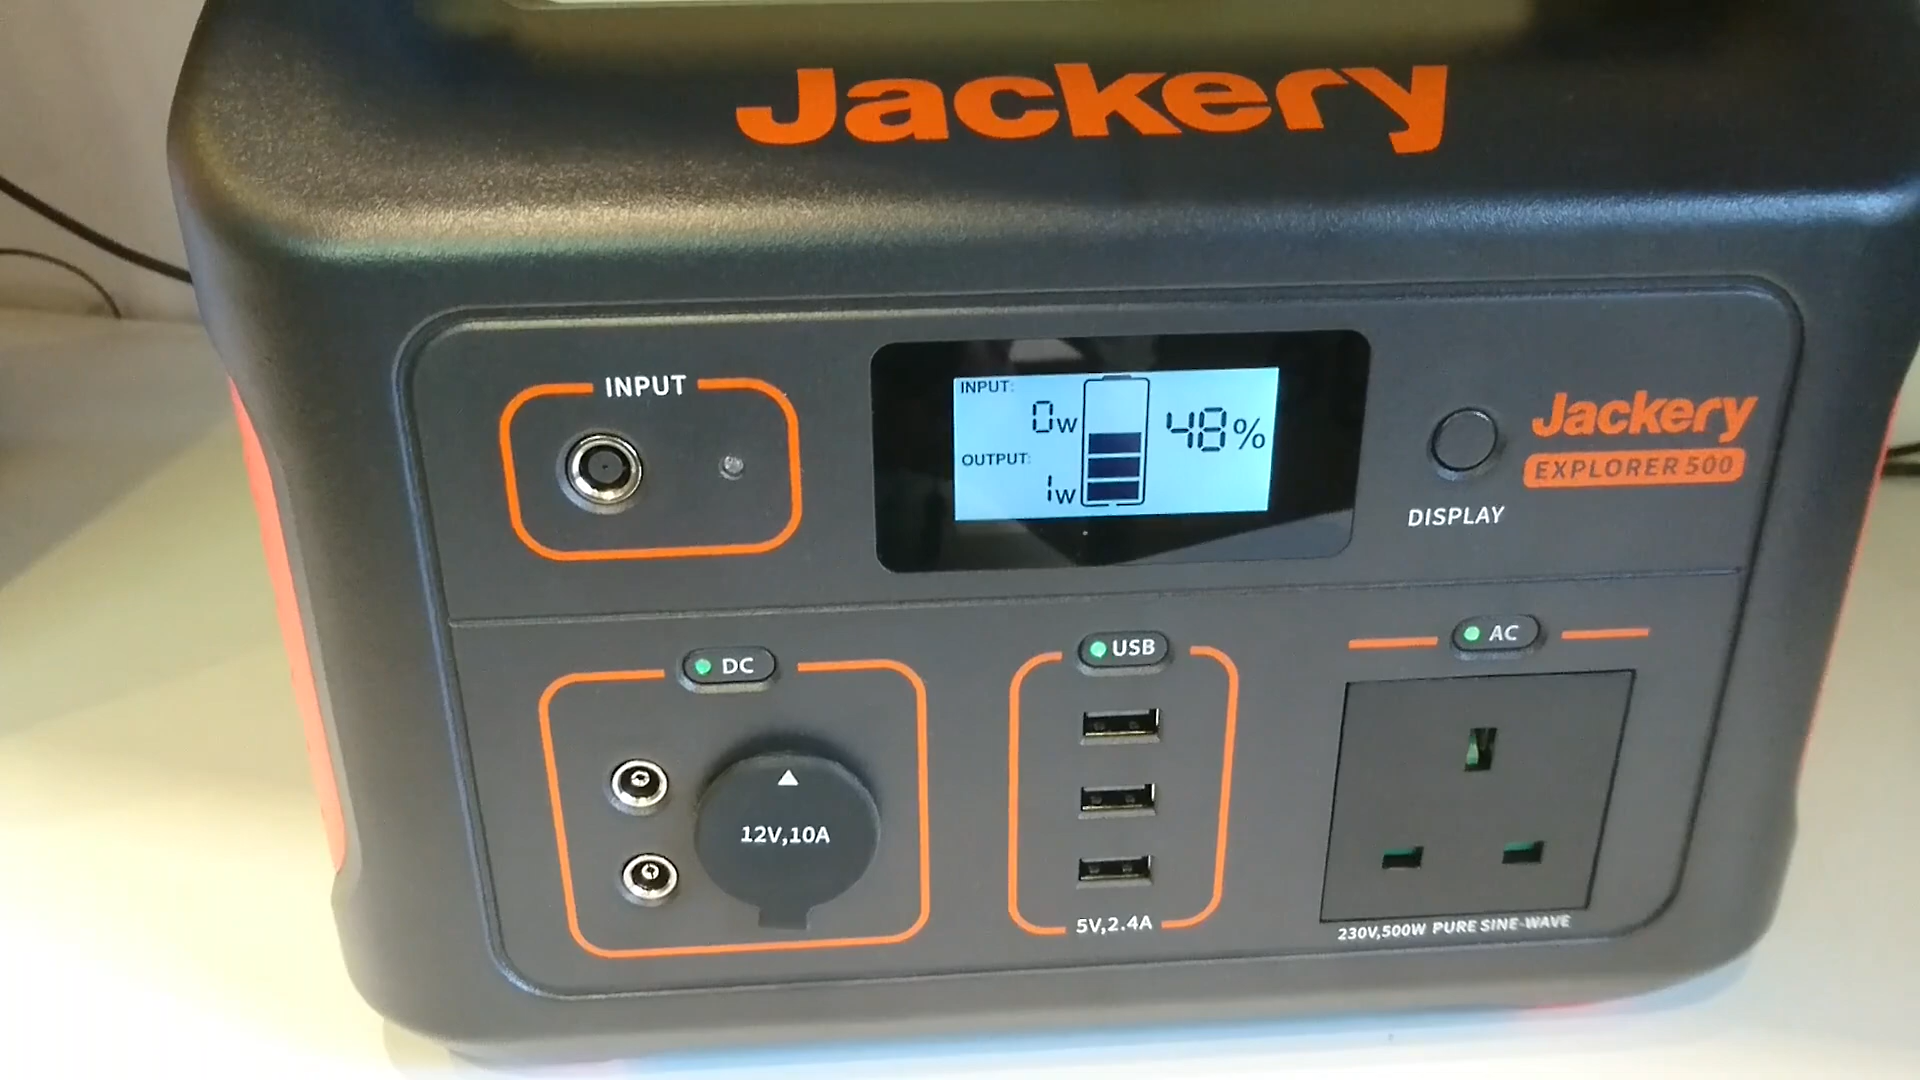 Jackery
INPUT
INPUT:
0W
48%
OUTPUT:
1W
Jackery
EXPLORER 500
DISPLAY
DC
USB
AC
12V,10A
5V,2.4A
230V,500W PURE SINE-WAVE